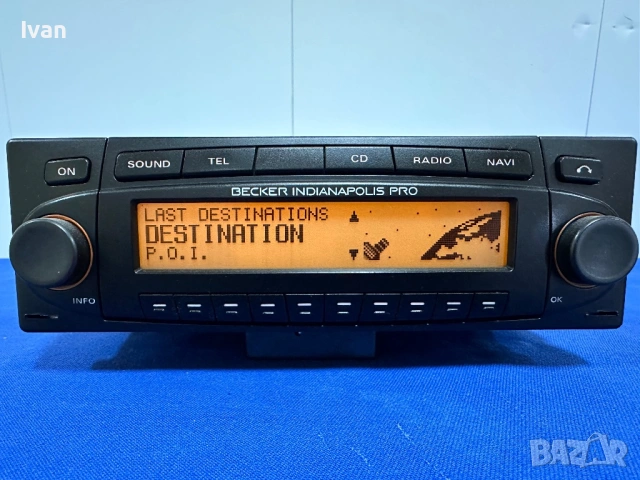 Ivan
ON
SOUND
TEL
CD
RADIO
NAVI
BECKER INDIANAPOLIS PRO
LAST DESTINATIONS
DESTINATION
P.O.I.
INFO
OK
BAZAR